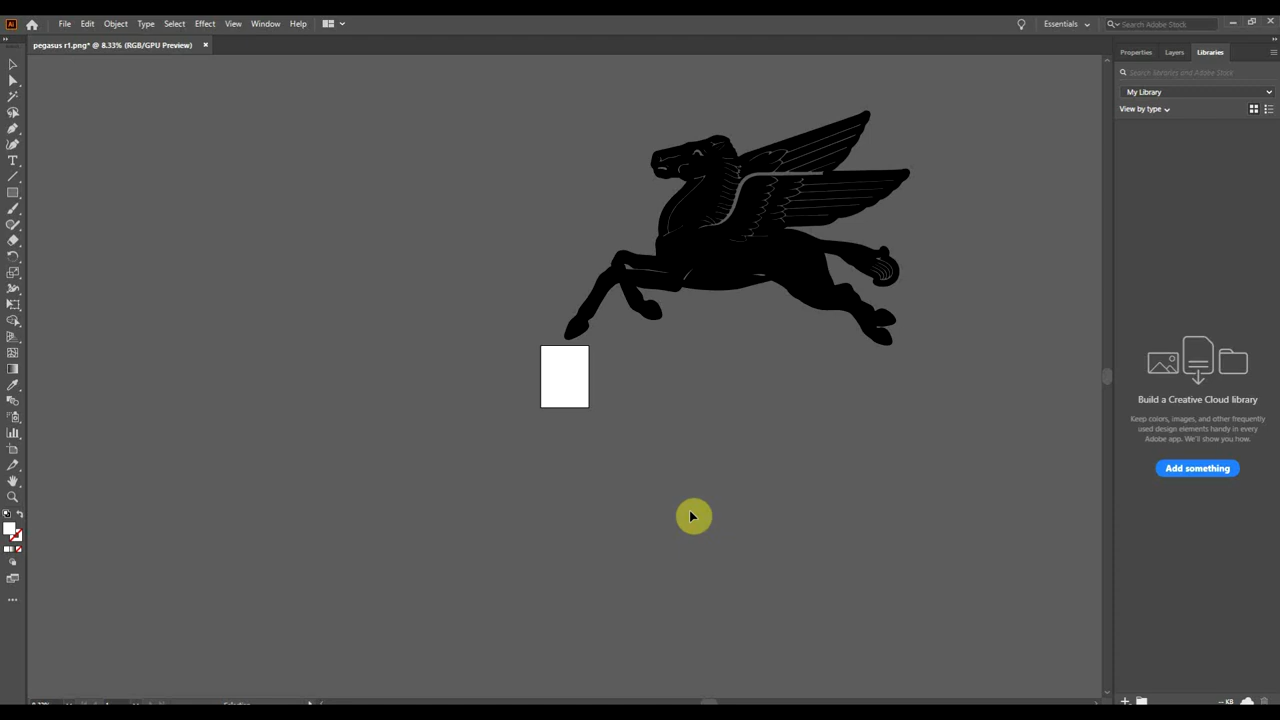 Ai File Edit Object Type Select Effect View Window Help Essentials Search Adobe Stock
pegasus r1.png* @ 8.33% (RGB/GPU Preview) ×
Properties Layers Libraries
Search libraries and Adobe Stock
My Library
View by type
T
Build a Creative Cloud library
Keep colors, images, and other frequently
used design elements handy in every
Adobe app. We'll show you now.
Add something
-- KB